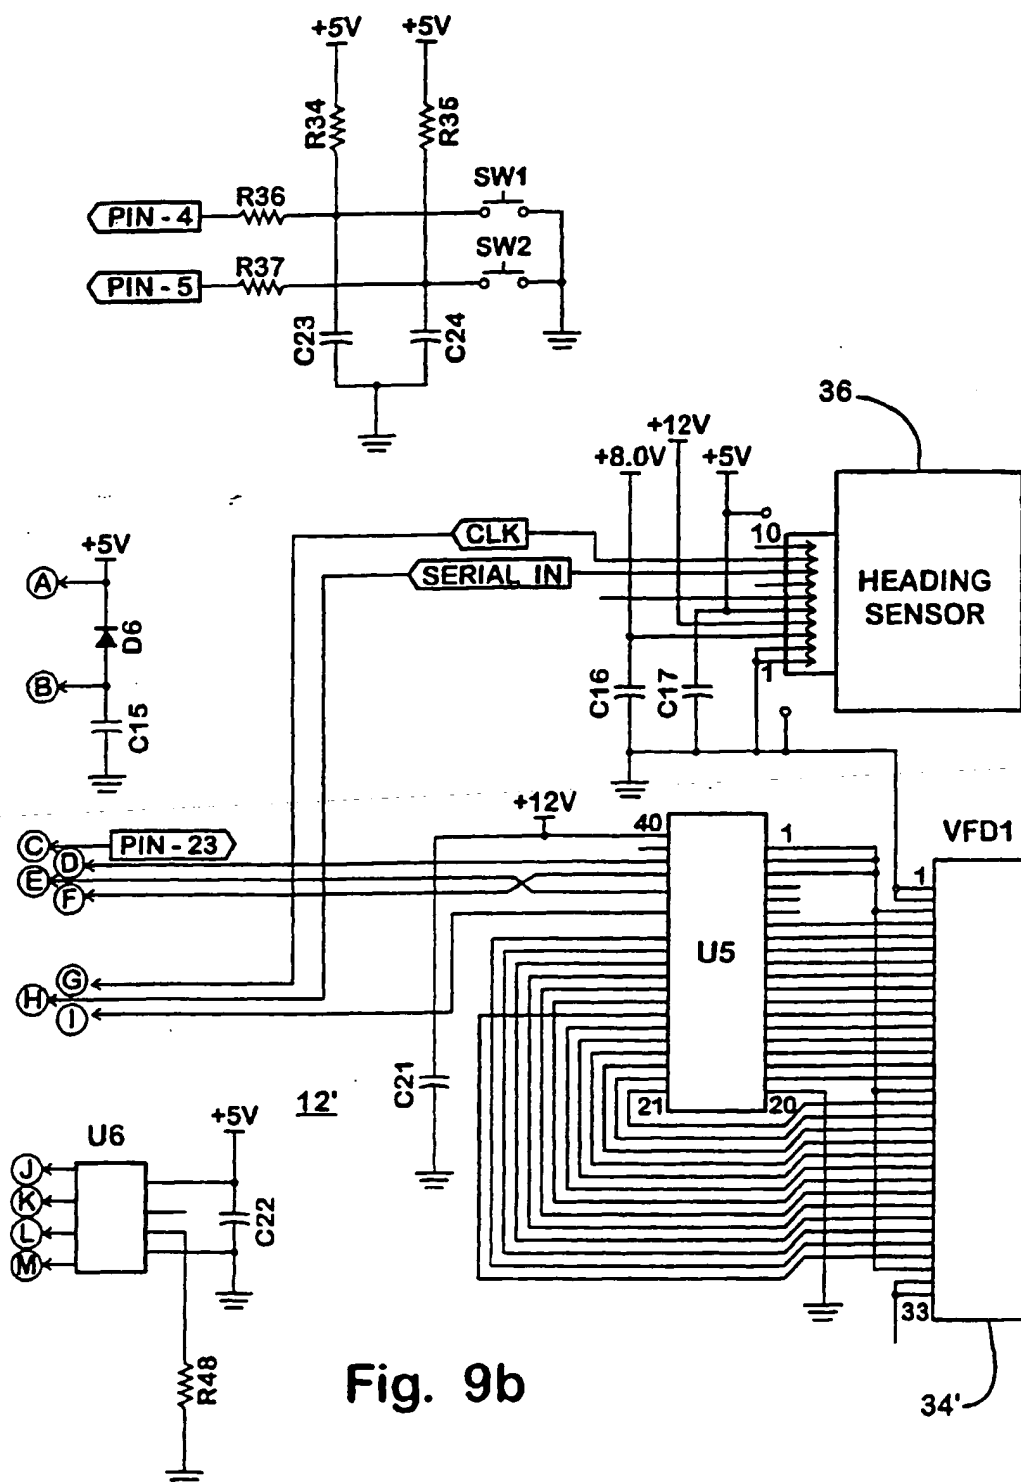 +5V +5V
R34 R35
SW1
R36
PIN - 4
SW2
R37
PIN - 5
C23 C24
36
+12V
+8.0V +5V
CLK
10
+5V
SERIAL IN
A
HEADING
SENSOR
D6
B
1
C16 C17
C15
+12V
40 1
VFD1
C PIN - 23
D
E
1
F
U5
G
H
I
C21
12'
+5V
21 20
U6
J
K
C22
L
M
33
R48
Fig. 9b
34'